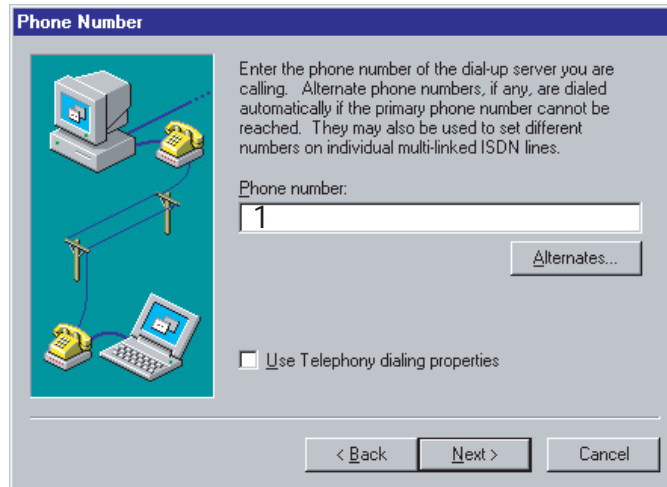 Phone Number
Enter the phone number of the dial-up server you are
calling. Alternate phone numbers, if any, are dialed
automatically if the primary phone number cannot be
reached. They may also be used to set different
numbers on individual multi-linked ISDN lines.
Phone number:
1
Alternates...
Use Telephony dialing properties
< Back
Next >
Cancel